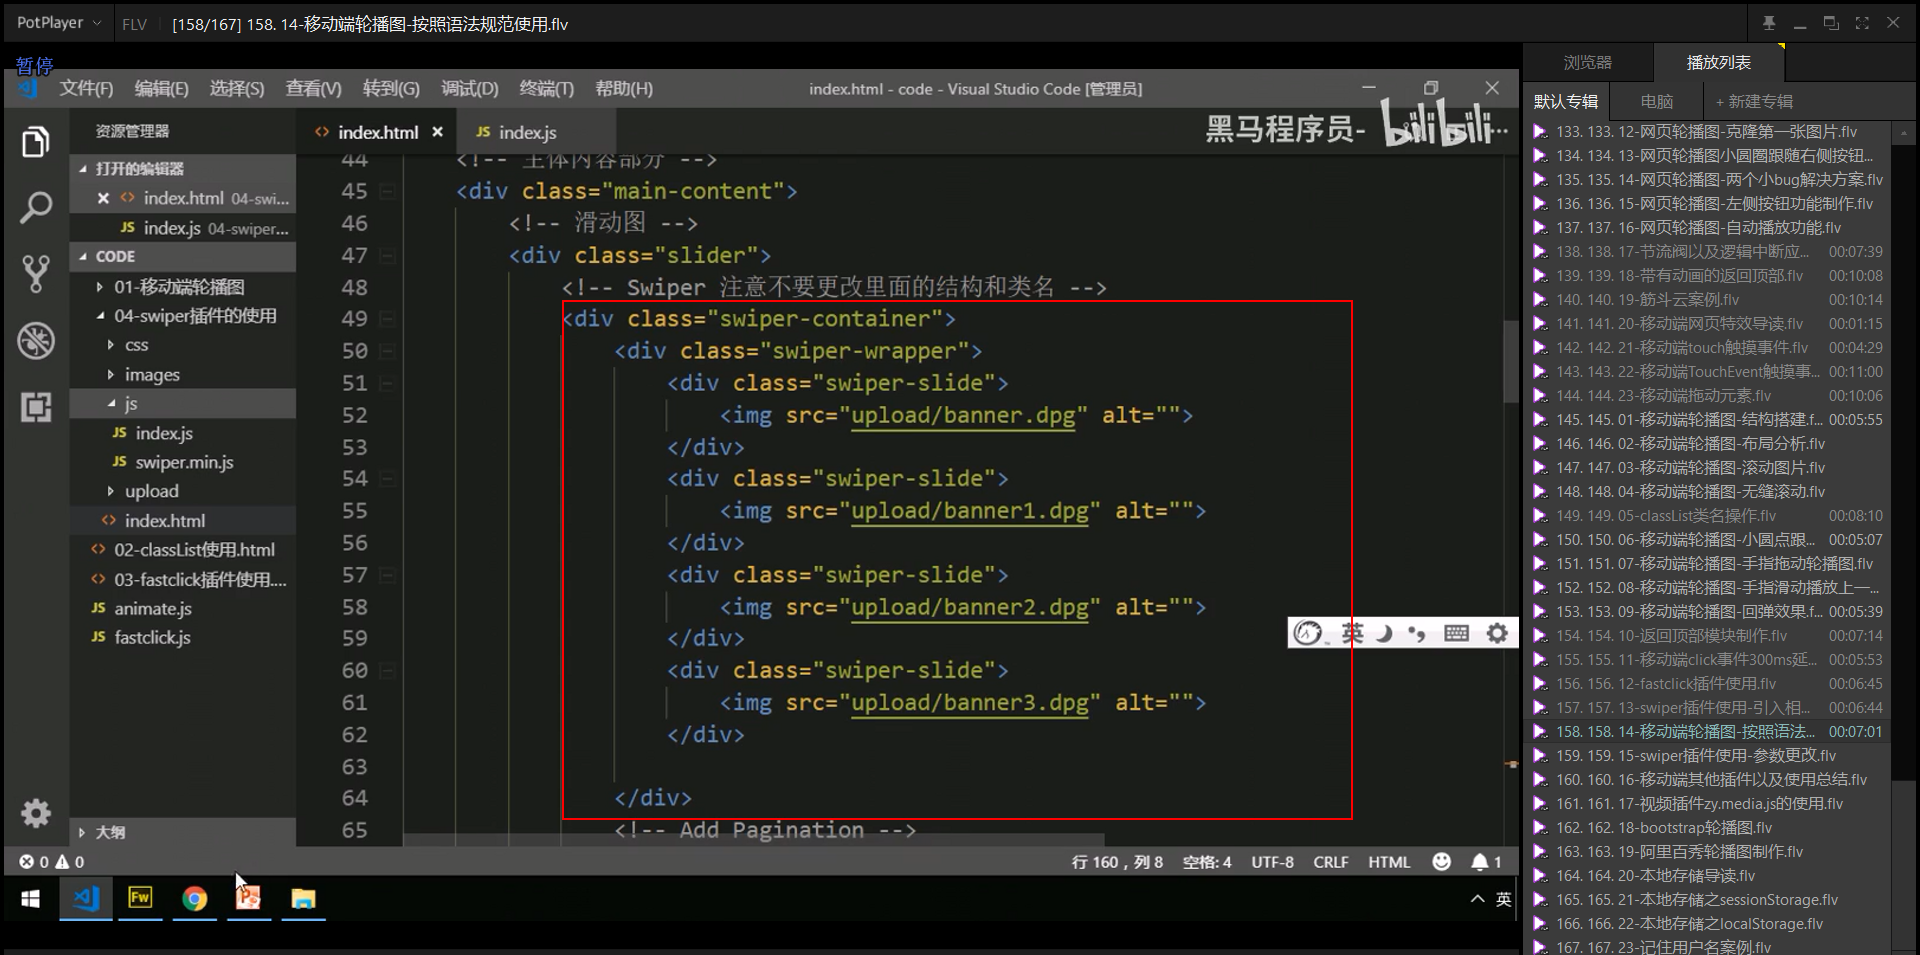 PotPlayer
FLV
[158/167] 158. 14-移动端轮播图-按照语法规范使用.flv
暂停
文件(F) 编辑(E) 选择(S) 查看(V) 转到(G) 调试(D) 终端(T) 帮助(H)
index.html - code - Visual Studio Code [管理员]
资源管理器
打开的编辑器
index.html 04-swi...
index.js 04-swiper...
CODE
01-移动端轮播图
04-swiper插件的使用
css
images
js
JS index.js
JS swiper.min.js
upload
index.html
02-classList使用.html
03-fastclick插件使用....
JS animate.js
JS fastclick.js
大纲
index.html
JS index.js
黑马程序员- bilibili
44 <!-- 主体内容部分 -->
45 <div class="main-content">
46 <!-- 滑动图 -->
47 <div class="slider">
48 <!-- Swiper 注意不要更改里面的结构和类名 -->
49 <div class="swiper-container">
50 <div class="swiper-wrapper">
51 <div class="swiper-slide">
52 <img src="upload/banner.dpg" alt="">
53 </div>
54 <div class="swiper-slide">
55 <img src="upload/banner1.dpg" alt="">
56 </div>
57 <div class="swiper-slide">
58 <img src="upload/banner2.dpg" alt="">
59 </div>
60 <div class="swiper-slide">
61 <img src="upload/banner3.dpg" alt="">
62 </div>
63
64 </div>
65 <!-- Add Pagination -->
英
0 0
行 160，列 8 空格: 4 UTF-8 CRLF HTML 1
Fw
英
浏览器 播放列表
默认专辑 电脑 + 新建专辑
133. 133. 12-网页轮播图-克隆第一张图片.flv
134. 134. 13-网页轮播图小圆圈跟随右侧按钮...
135. 135. 14-网页轮播图-两个小bug解决方案.flv
136. 136. 15-网页轮播图-左侧按钮功能制作.flv
137. 137. 16-网页轮播图-自动播放功能.flv
138. 138. 17-节流阀以及逻辑中断应... 00:07:39
139. 139. 18-带有动画的返回顶部.flv 00:10:08
140. 140. 19-筋斗云案例.flv 00:10:14
141. 141. 20-移动端网页特效导读.flv 00:01:15
142. 142. 21-移动端touch触摸事件.flv 00:04:29
143. 143. 22-移动端TouchEvent触摸事... 00:11:00
144. 144. 23-移动端拖动元素.flv 00:10:06
145. 145. 01-移动端轮播图-结构搭建.f... 00:05:55
146. 146. 02-移动端轮播图-布局分析.flv
147. 147. 03-移动端轮播图-滚动图片.flv
148. 148. 04-移动端轮播图-无缝滚动.flv
149. 149. 05-classList类名操作.flv 00:08:10
150. 150. 06-移动端轮播图-小圆点跟... 00:05:07
151. 151. 07-移动端轮播图-手指拖动轮播图.flv
152. 152. 08-移动端轮播图-手指滑动播放上一...
153. 153. 09-移动端轮播图-回弹效果.f... 00:05:39
154. 154. 10-返回顶部模块制作.flv 00:07:14
155. 155. 11-移动端click事件300ms延... 00:05:53
156. 156. 12-fastclick插件使用.flv 00:06:45
157. 157. 13-swiper插件使用-引入相... 00:06:44
158. 158. 14-移动端轮播图-按照语法... 00:07:01
159. 159. 15-swiper插件使用-参数更改.flv
160. 160. 16-移动端其他插件以及使用总结.flv
161. 161. 17-视频插件zy.media.js的使用.flv
162. 162. 18-bootstrap轮播图.flv
163. 163. 19-阿里百秀轮播图制作.flv
164. 164. 20-本地存储导读.flv
165. 165. 21-本地存储之sessionStorage.flv
166. 166. 22-本地存储之localStorage.flv
167. 167. 23-记住用户名案例.flv